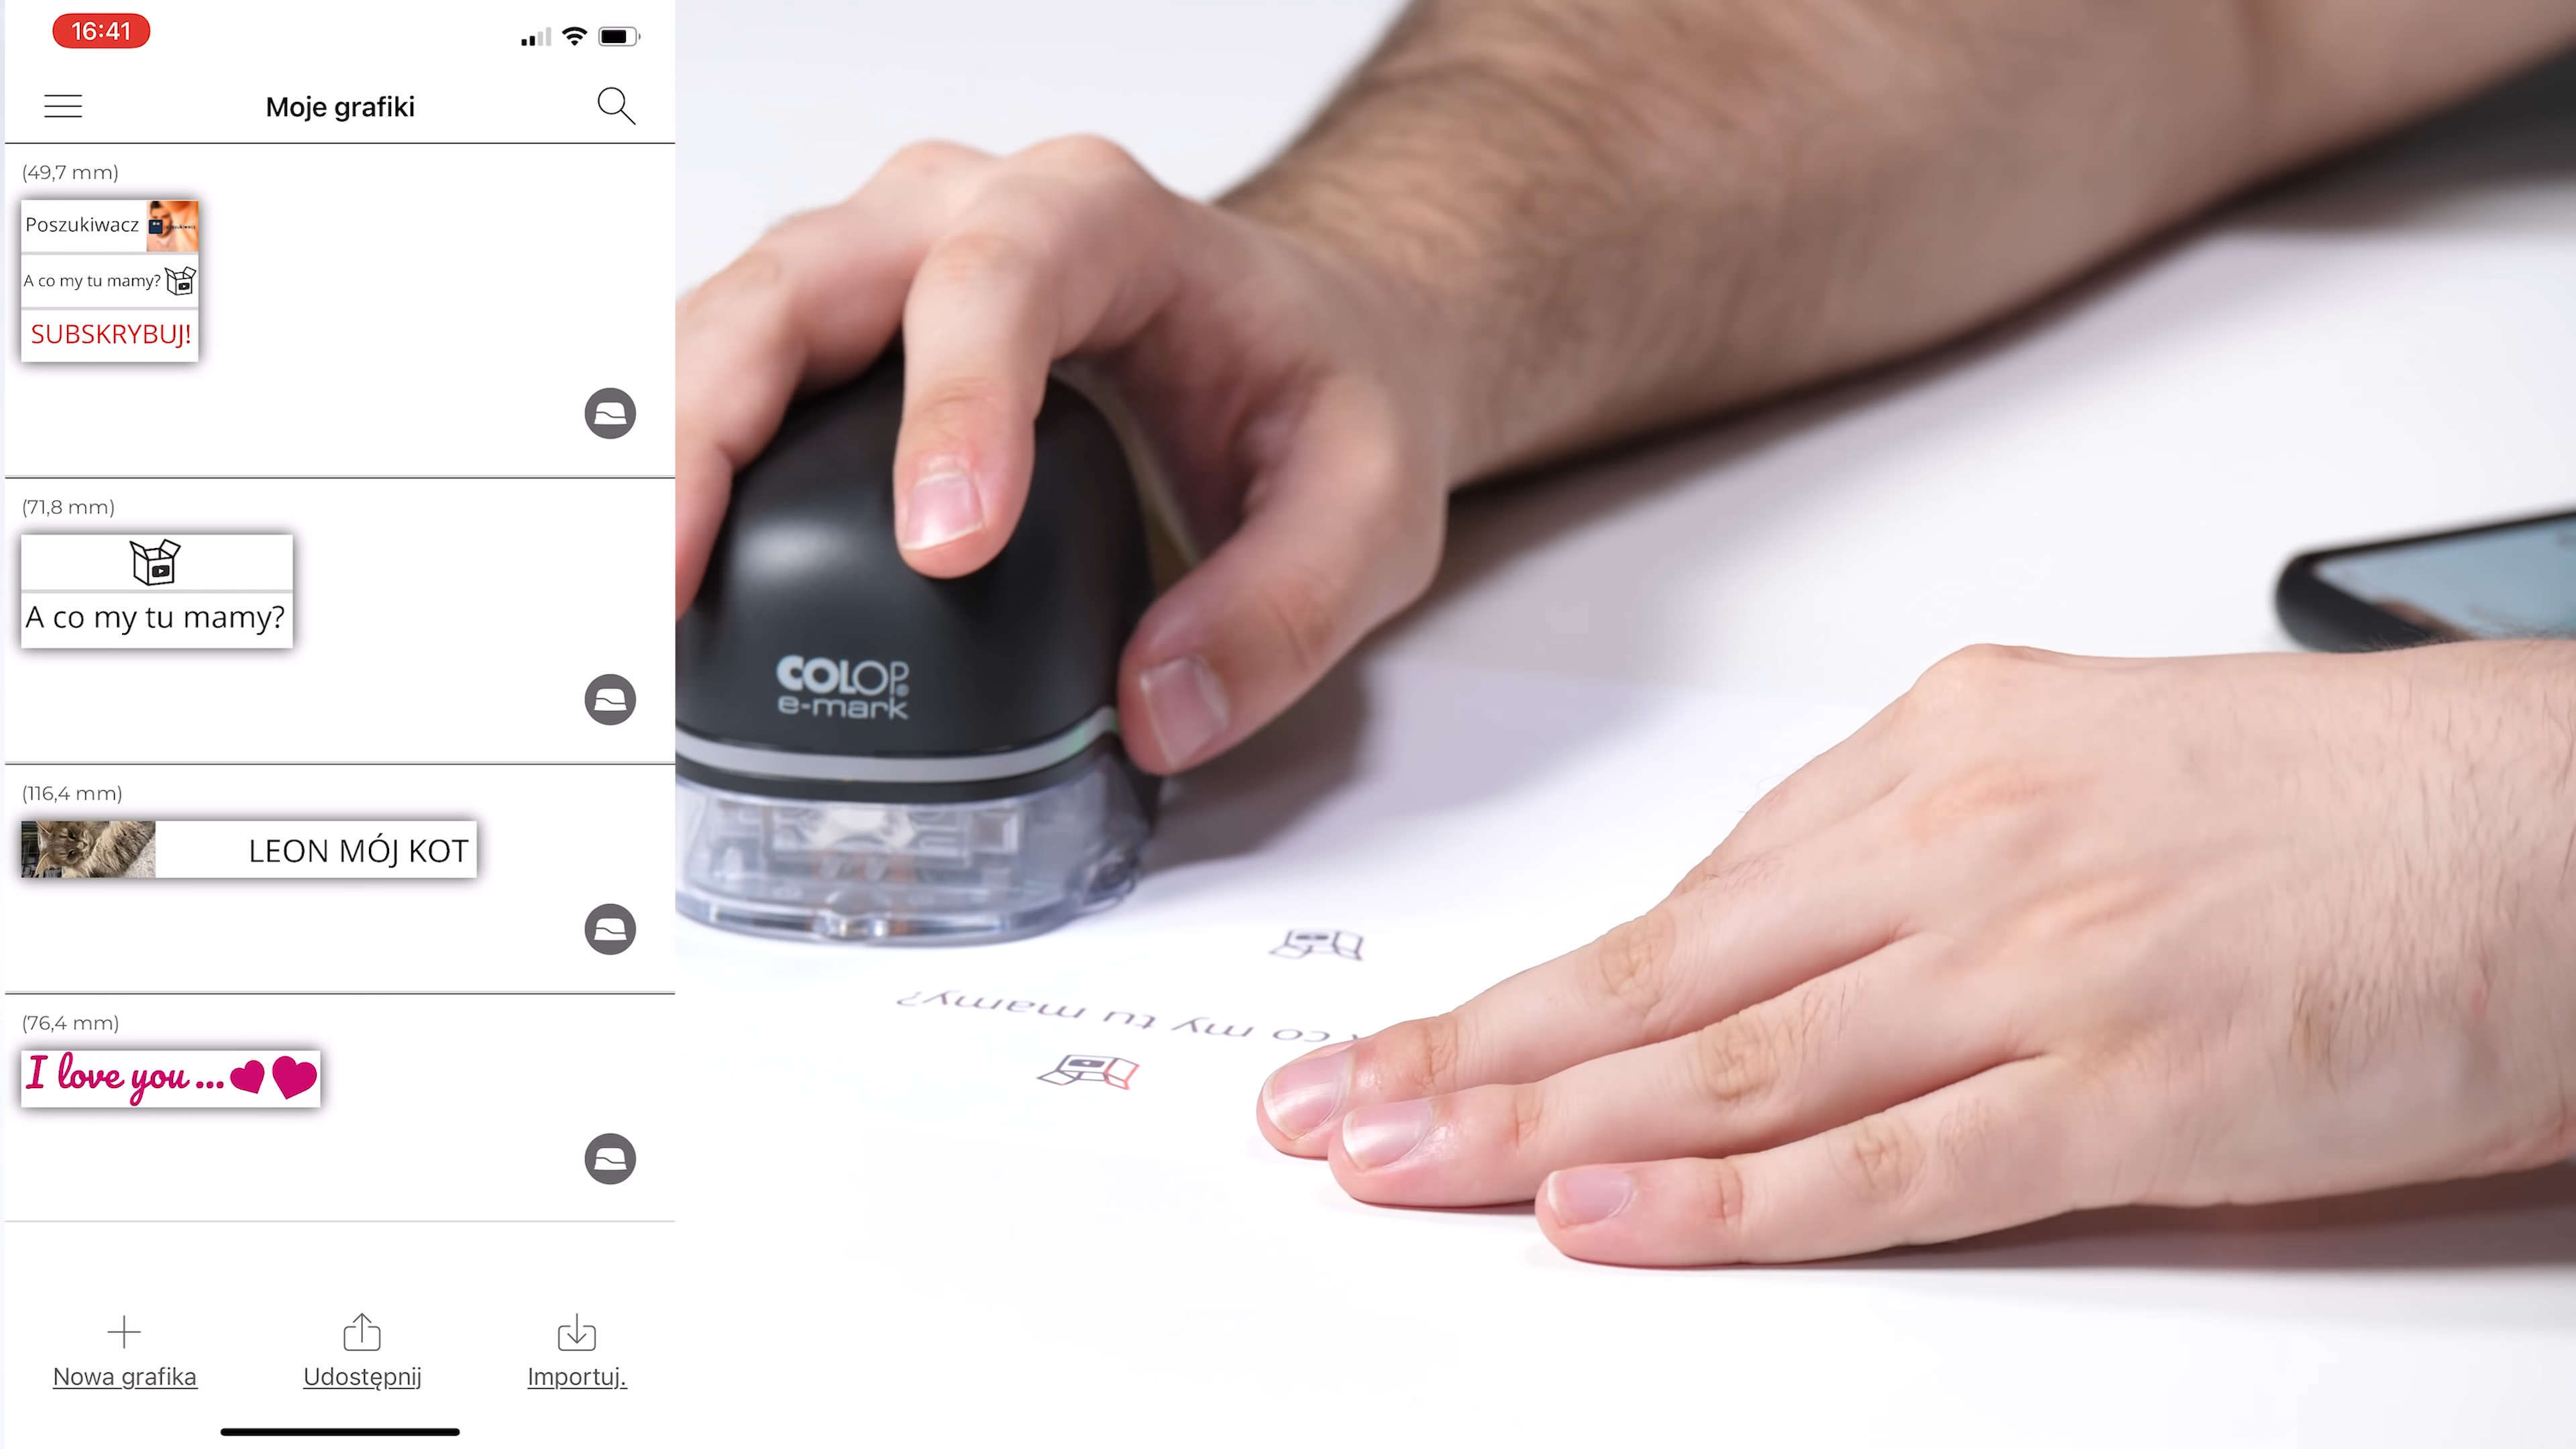 16:41
Moje grafiki
(49,7 mm)
Poszukiwacz
A co my tu mamy?
SUBSKRYBUJ!
(71,8 mm)
A co my tu mamy?
(116,4 mm)
LEON MÓJ KOT
(76,4 mm)
I love you ...
Nowa grafika
Udostępnij
Importuj.
COLOP®
e-mark
co my tu mamy?